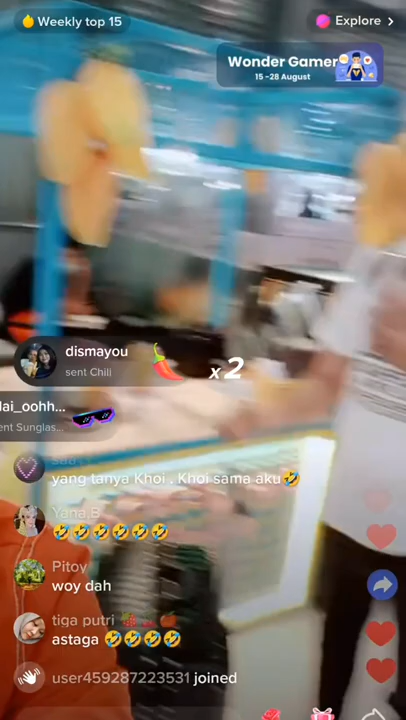 Weekly top 15
Explore >
Wonder Gamer
15 -28 August
dismayou
sent Chili
x 2
lai_oohh...
ent Sunglas...
yang tanya Khoi . Khoi sama aku🤣
Yana.B
🤣🤣🤣🤣🤣🤣
Pitoy
woy dah
tiga putri
astaga 🤣🤣🤣🤣
user459287223531 joined